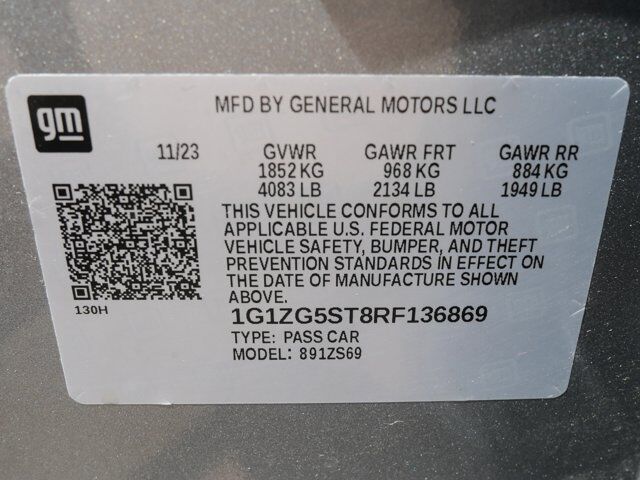 gm
MFD BY GENERAL MOTORS LLC
11/23 GVWR GAWR FRT GAWR RR
1852 KG 968 KG 884 KG
4083 LB 2134 LB 1949 LB
THIS VEHICLE CONFORMS TO ALL
APPLICABLE U.S. FEDERAL MOTOR
VEHICLE SAFETY, BUMPER, AND THEFT
PREVENTION STANDARDS IN EFFECT ON
THE DATE OF MANUFACTURE SHOWN
ABOVE.
130H
1G1ZG5ST8RF136869
TYPE: PASS CAR
MODEL: 891ZS69